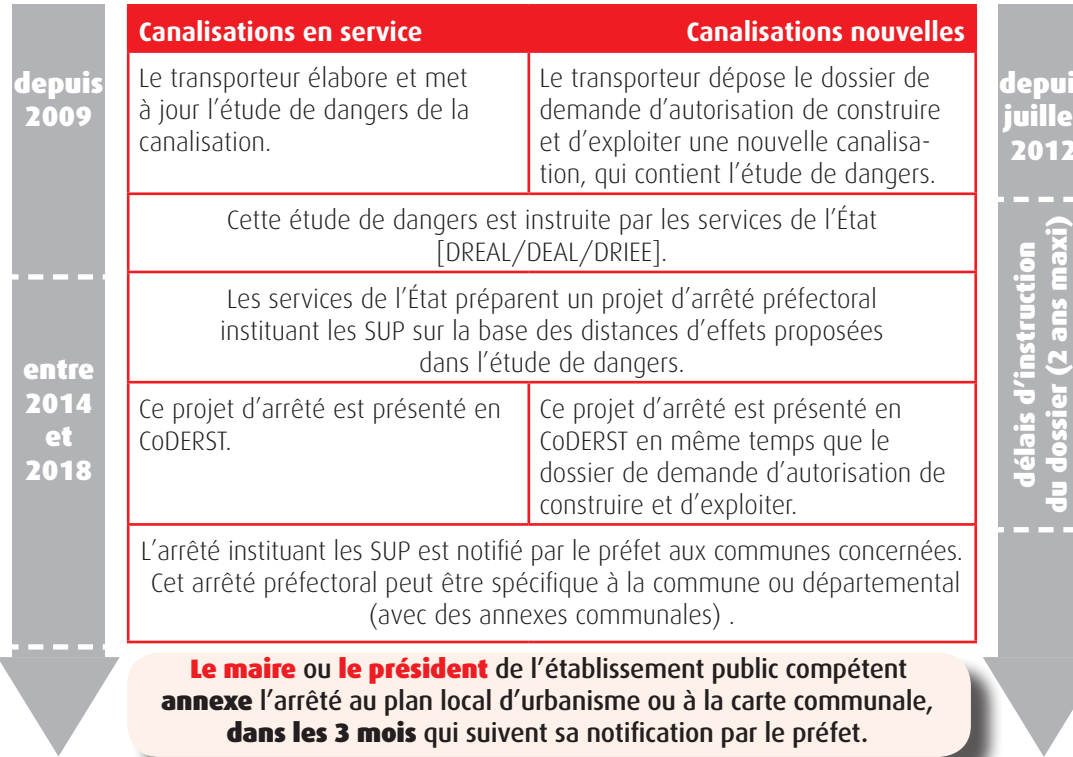 Canalisations en service
Canalisations nouvelles
depuis
2009
Le transporteur élabore et met
à jour l'étude de dangers de la
canalisation.
Le transporteur dépose le dossier de
demande d'autorisation de construire
et d'exploiter une nouvelle canalisa-
tion, qui contient l'étude de dangers.
depui
juille
2012
Cette étude de dangers est instruite par les services de l'État
[DREAL/DEAL/DRIEE].
Les services de l'État préparent un projet d'arrêté préfectoral
instituant les SUP sur la base des distances d'effets proposées
dans l'étude de dangers.
entre
2014
et
2018
Ce projet d'arrêté est présenté en
CoDERST.
Ce projet d'arrêté est présenté en
CoDERST en même temps que le
dossier de demande d'autorisation de
construire et d'exploiter.
délais d'instruction
du dossier (2 ans maxi)
L'arrêté instituant les SUP est notifié par le préfet aux communes concernées.
Cet arrêté préfectoral peut être spécifique à la commune ou départemental
(avec des annexes communales) .
Le maire ou le président de l'établissement public compétent
annexe l'arrêté au plan local d'urbanisme ou à la carte communale,
dans les 3 mois qui suivent sa notification par le préfet.